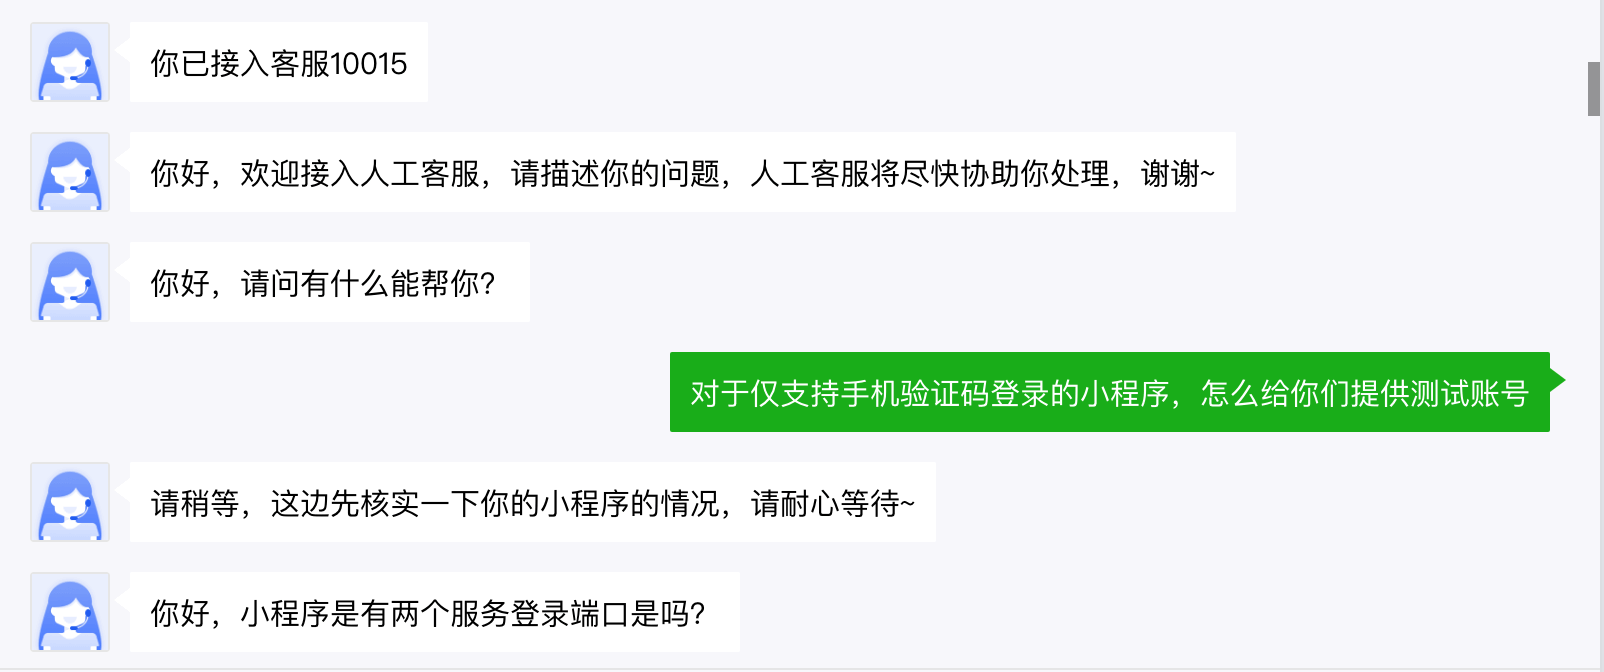 你已接入客服10015
你好，欢迎接入人工客服，请描述你的问题，人工客服将尽快协助你处理，谢谢~
你好，请问有什么能帮你?
对于仅支持手机验证码登录的小程序，怎么给你们提供测试账号
请稍等，这边先核实一下你的小程序的情况，请耐心等待~
你好，小程序是有两个服务登录端口是吗?